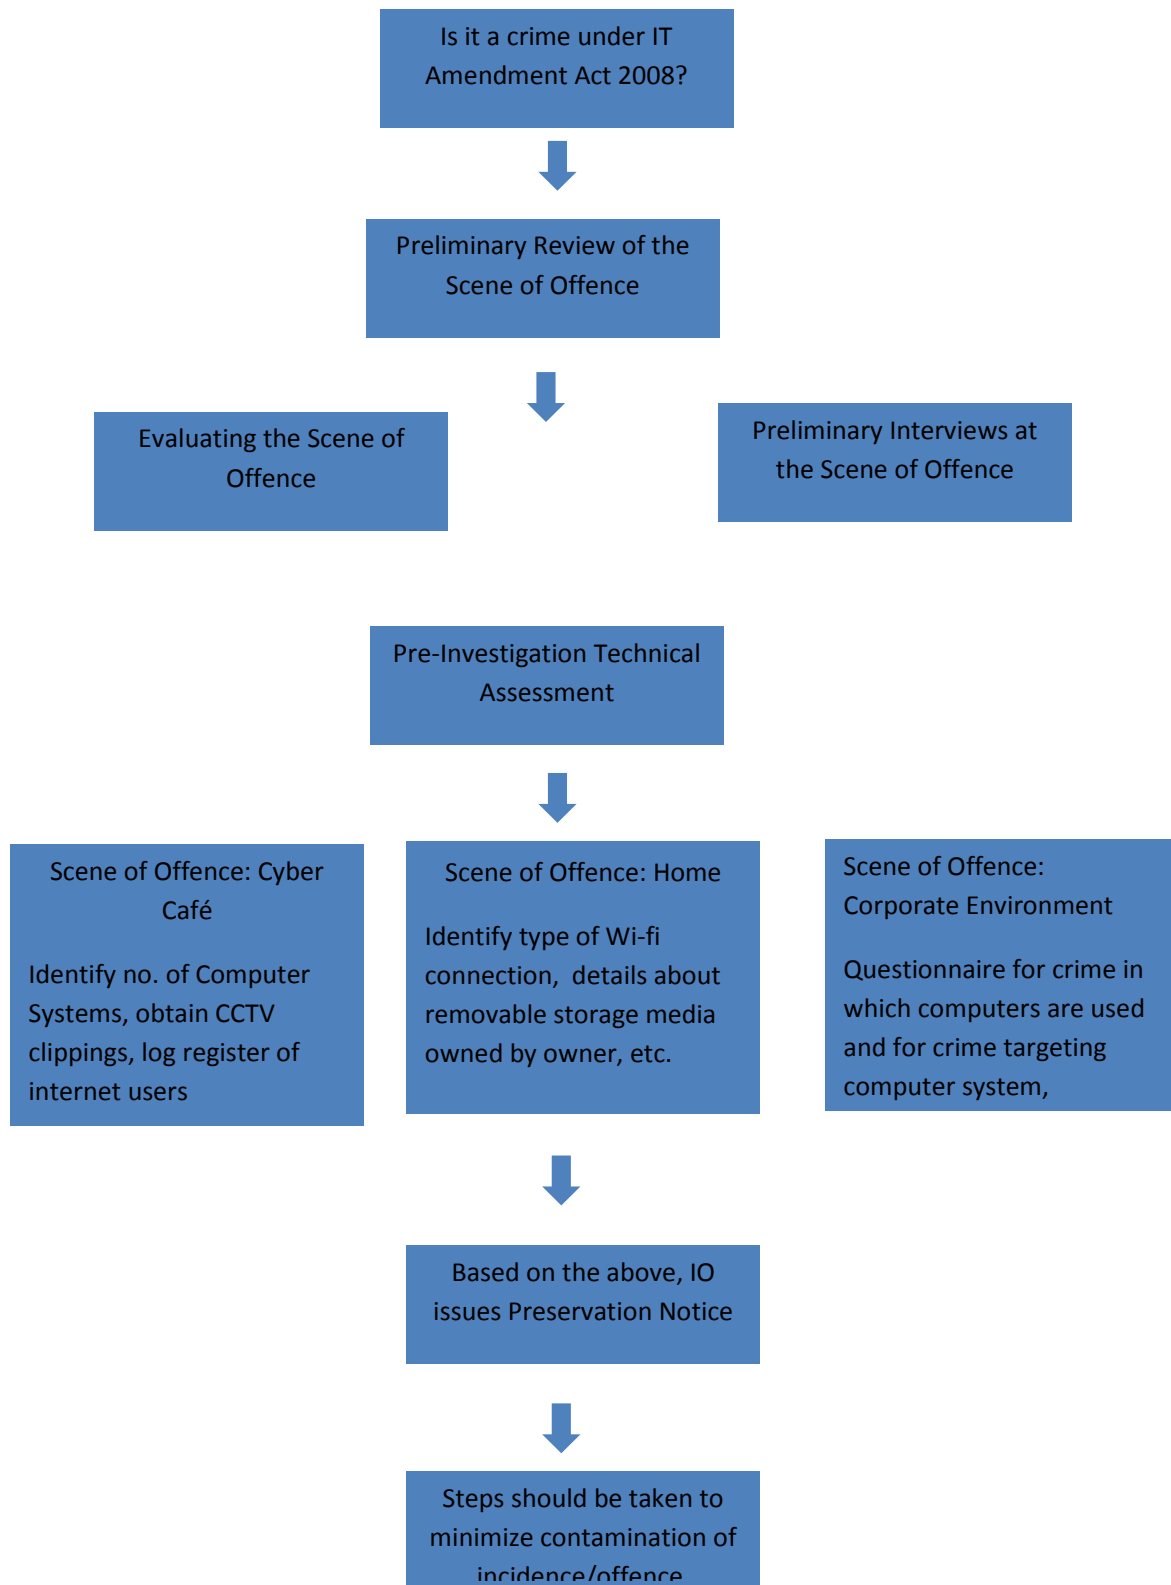 Is it a crime under IT
Amendment Act 2008?
Preliminary Review of the
Scene of Offence
Evaluating the Scene of
Offence
Preliminary Interviews at
the Scene of Offence
Pre-Investigation Technical
Assessment
Scene of Offence: Cyber
Café
Identify no. of Computer
Systems, obtain CCTV
clippings, log register of
internet users
Scene of Offence: Home
Identify type of Wi-fi
connection,  details about
removable storage media
owned by owner, etc.
Scene of Offence:
Corporate Environment
Questionnaire for crime in
which computers are used
and for crime targeting
computer system,
Based on the above, IO
issues Preservation Notice
Steps should be taken to
minimize contamination of
incidence/offence